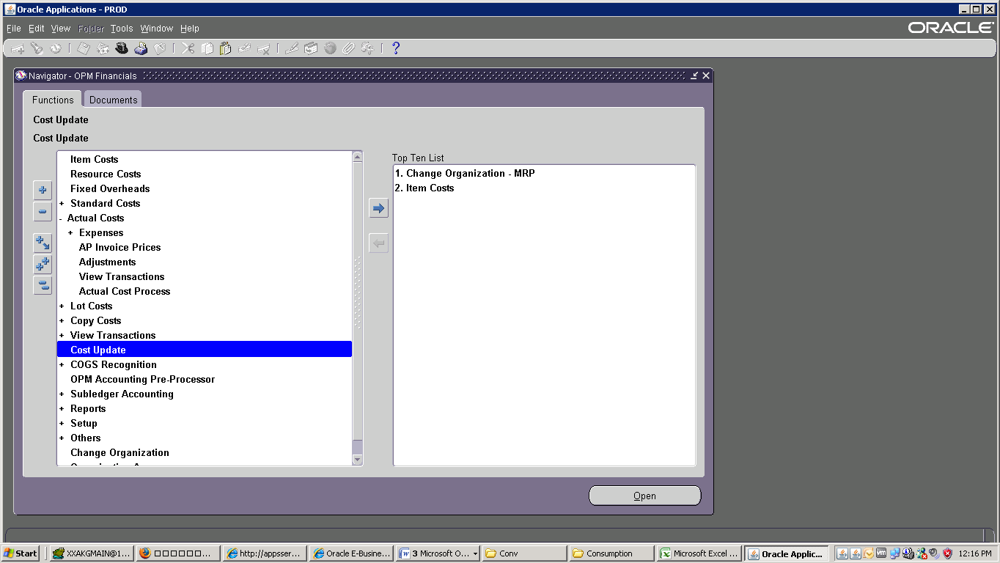 Oracle Applications - PROD
File Edit View Folder Tools Window Help
ORACLE
Navigator - OPM Financials
Functions Documents
Cost Update
Cost Update
Item Costs
Resource Costs
Fixed Overheads
+ Standard Costs
- Actual Costs
+ Expenses
AP Invoice Prices
Adjustments
View Transactions
Actual Cost Process
+ Lot Costs
+ Copy Costs
+ View Transactions
Cost Update
+ COGS Recognition
OPM Accounting Pre-Processor
+ Subledger Accounting
+ Reports
+ Setup
+ Others
Change Organization
Top Ten List
1. Change Organization - MRP
2. Item Costs
Open
Start XXAKGMAIN@1... □□□□□□... http://appsser... Oracle E-Busine... 3 Microsoft O... Conv Consumption Microsoft Excel ... Oracle Applic... 12:16 PM